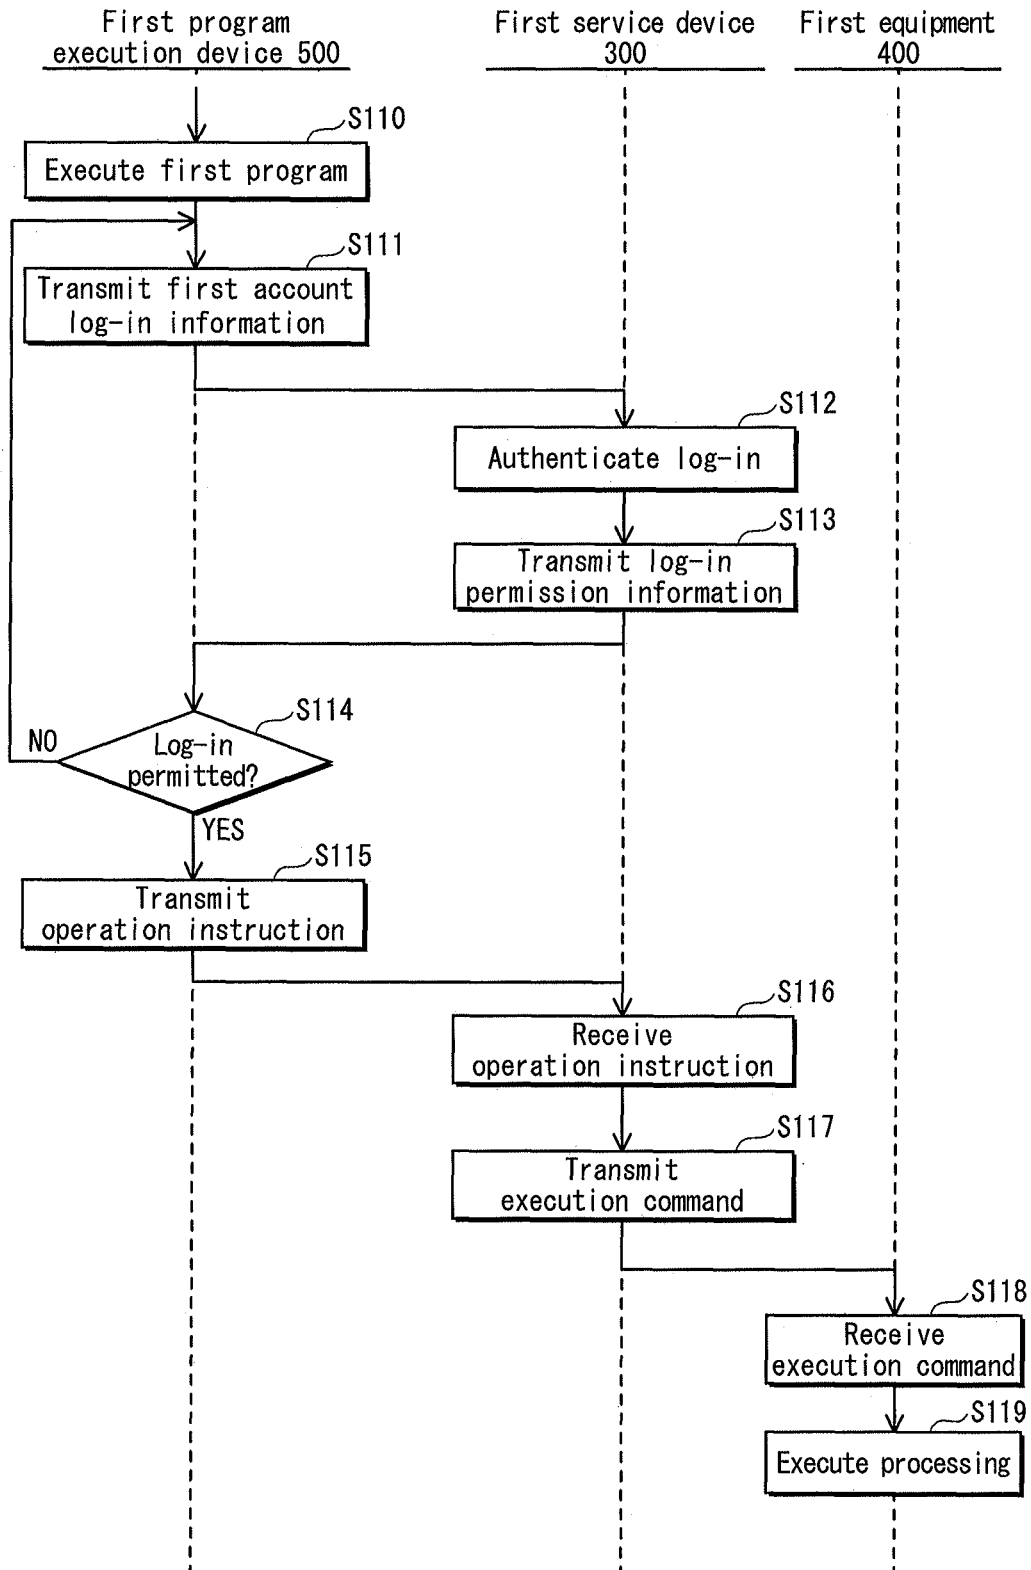 First program
execution device 500
First service device
300
First equipment
400
S110
Execute first program
S111
Transmit first account
log-in information
S112
Authenticate log-in
S113
Transmit log-in
permission information
S114
NO
Log-in
permitted?
YES
S115
Transmit
operation instruction
S116
Receive
operation instruction
S117
Transmit
execution command
S118
Receive
execution command
S119
Execute processing